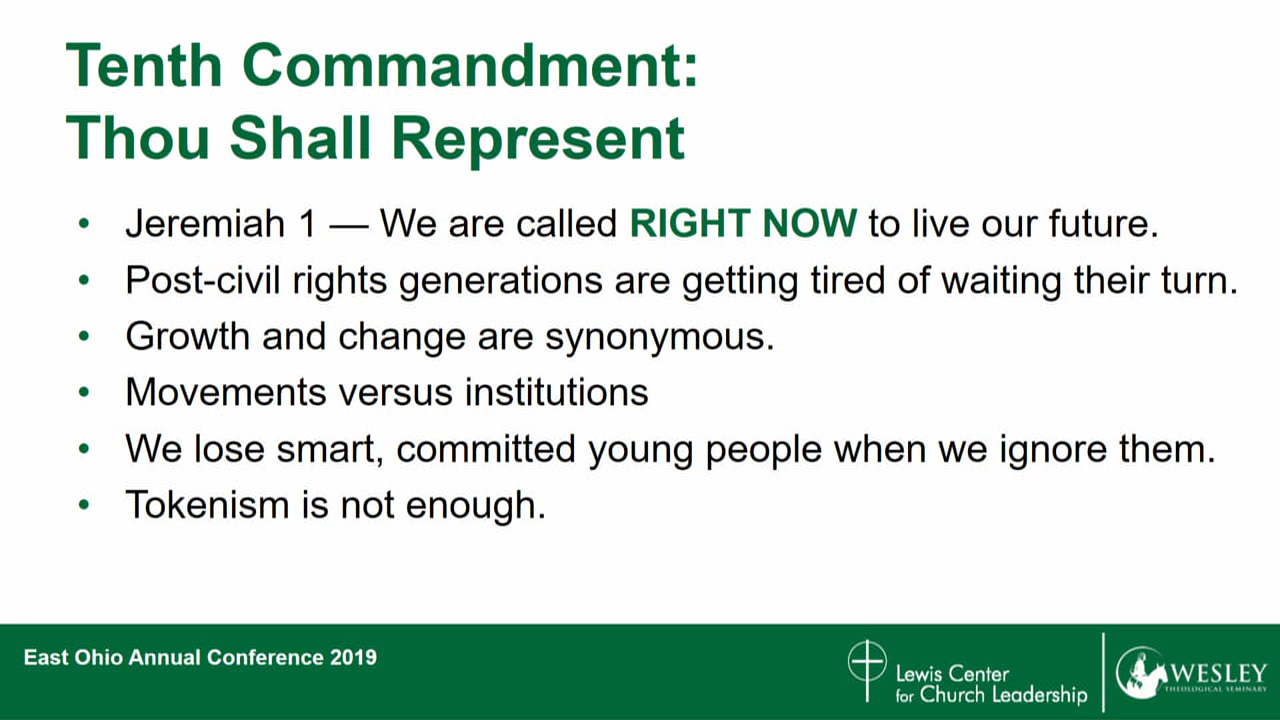 Tenth Commandment:
Thou Shall Represent
• Jeremiah 1 — We are called RIGHT NOW to live our future.
• Post-civil rights generations are getting tired of waiting their turn.
• Growth and change are synonymous.
• Movements versus institutions
• We lose smart, committed young people when we ignore them.
• Tokenism is not enough.
East Ohio Annual Conference 2019
Lewis Center
for Church Leadership
WESLEY
THEOLOGICAL SEMINARY